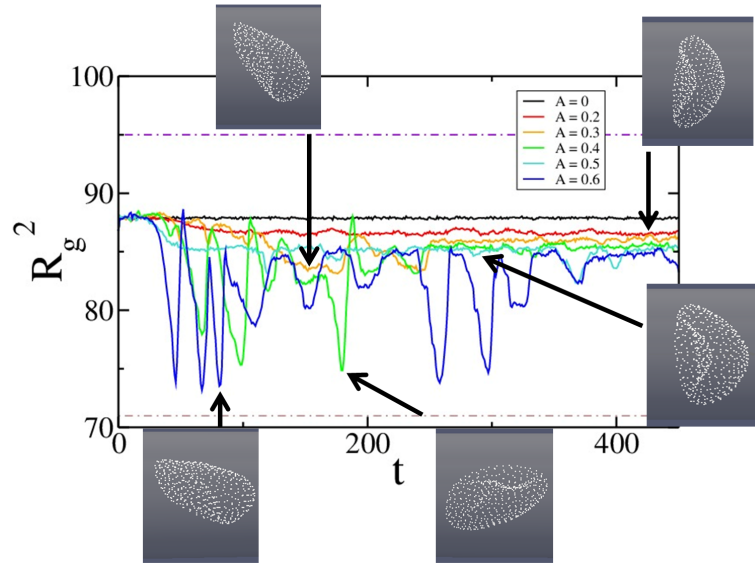 100
90
80
70
R_g^2
A = 0
A = 0.2
A = 0.3
A = 0.4
A = 0.5
A = 0.6
0
200
400
t